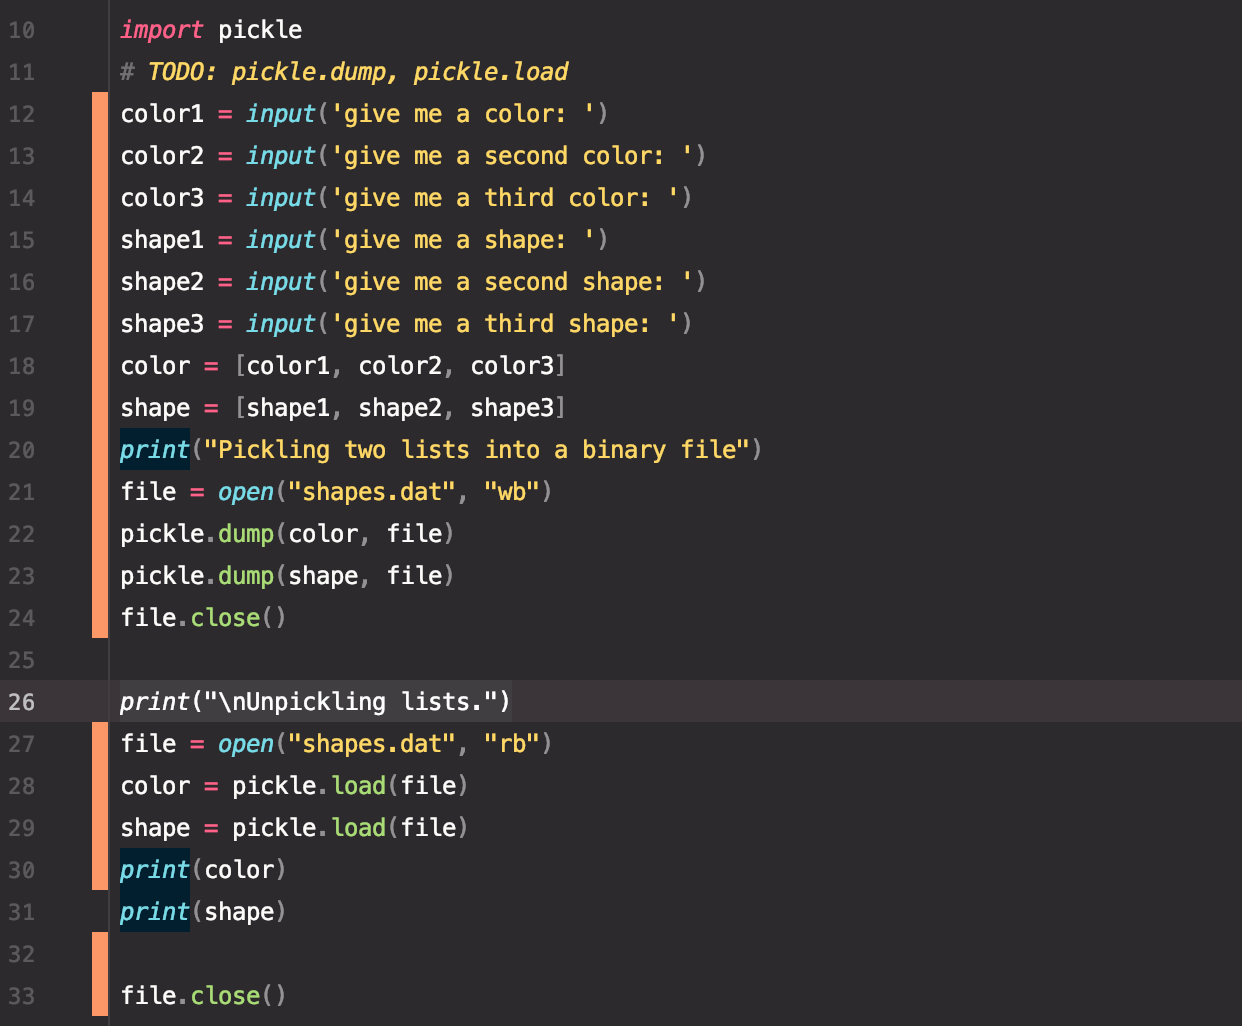 10 import pickle
11 # TODO: pickle.dump, pickle.load
12 color1 = input('give me a color: ')
13 color2 = input('give me a second color: ')
14 color3 = input('give me a third color: ')
15 shape1 = input('give me a shape: ')
16 shape2 = input('give me a second shape: ')
17 shape3 = input('give me a third shape: ')
18 color = [color1, color2, color3]
19 shape = [shape1, shape2, shape3]
20 print("Pickling two lists into a binary file")
21 file = open("shapes.dat", "wb")
22 pickle.dump(color, file)
23 pickle.dump(shape, file)
24 file.close()
25
26 print("\nUnpickling lists.")
27 file = open("shapes.dat", "rb")
28 color = pickle.load(file)
29 shape = pickle.load(file)
30 print(color)
31 print(shape)
32
33 file.close()